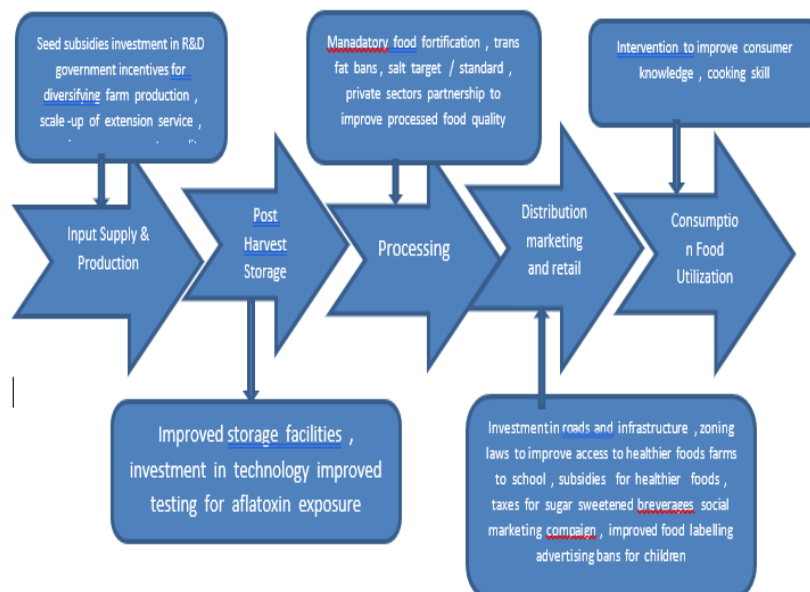 Seed subsidies investment in R&D
government incentives for
diversifying farm production ,
scale -up of extension service ,
Manadatory food fortification , trans
fat bans , salt target / standard ,
private sectors partnership to
improve processed food quality
Intervention to improve consumer
knowledge , cooking skill
Input Supply &
Production
Post
Harvest
Storage
Processing
Distribution
marketing
and retail
Consumptio
n Food
Utilization
Improved storage facilities ,
investment in technology improved
testing for aflatoxin exposure
Investment in roads and infrastructure , zoning
laws to improve access to healthier foods farms
to school , subsidies for healthier foods ,
taxes for sugar sweetened breverages social
marketing compaign , improved food labelling
advertising bans for children